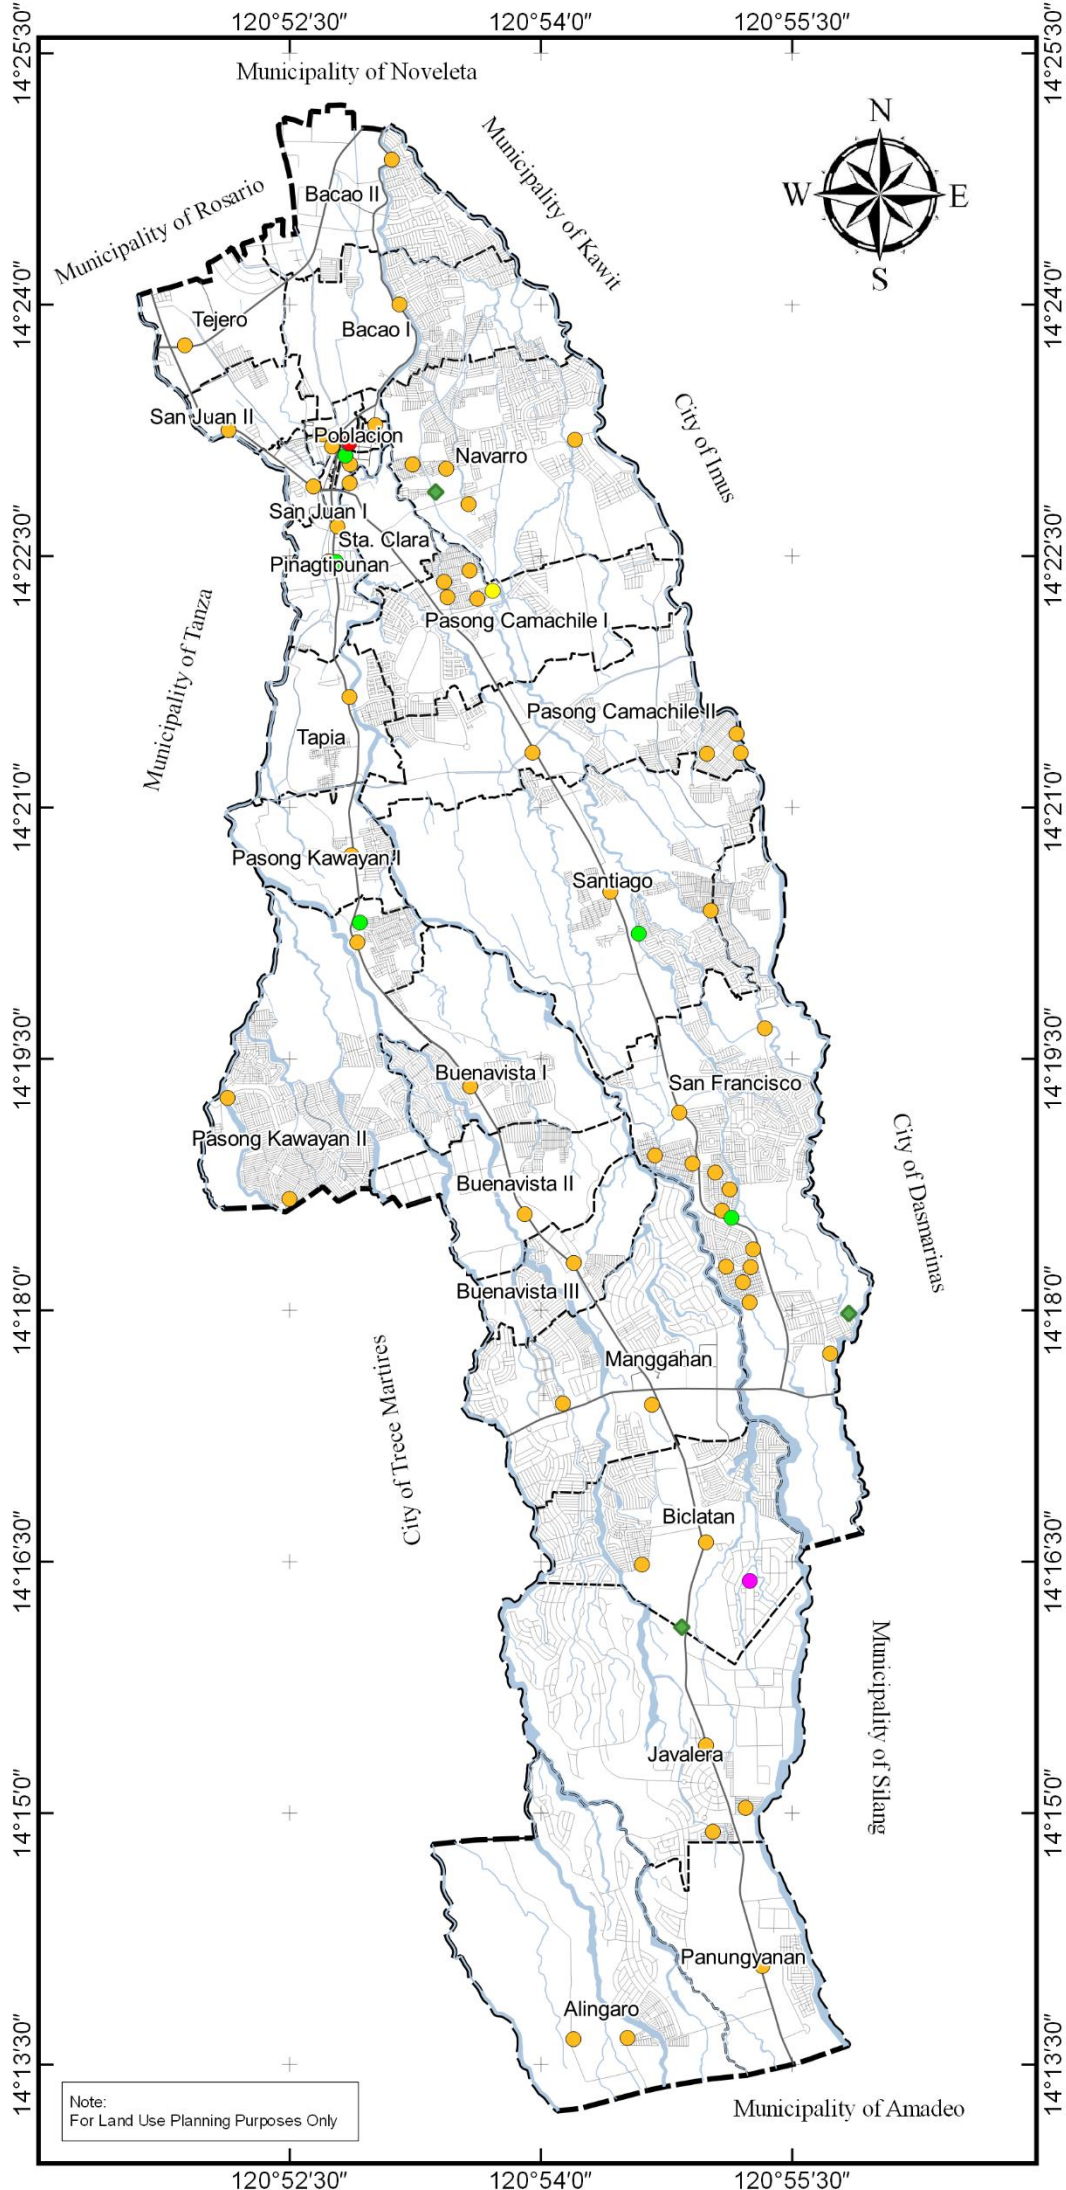 120°52'30" 120°54'0" 120°55'30"
14°25'30" 14°25'30"
Municipality of Noveleta
N
Municipality of Kawit
W E
Bacao II
Municipality of Rosario
S
14°24'0" 14°24'0"
Tejero
Bacao I
San Juan II
Poblacion
City of Imus
Navarro
San Juan I
Sta. Clara
14°22'30" 14°22'30"
Pinagtipunan
Pasong Camachile I
Municipality of Tanza
Pasong Camachile II
Tapia
14°21'0" 14°21'0"
Pasong Kawayan I
Santiago
14°19'30" 14°19'30"
Buenavista I
San Francisco
Pasong Kawayan II
City of Dasmarinas
Buenavista II
Buenavista III
14°18'0" 14°18'0"
Manggahan
City of Trece Martires
Biclatan
14°16'30" 14°16'30"
Municipality of Silang
Javalera
14°15'0" 14°15'0"
Panungyanan
Alingaro
14°13'30" 14°13'30"
Note:
For Land Use Planning Purposes Only
Municipality of Amadeo
120°52'30" 120°54'0" 120°55'30"